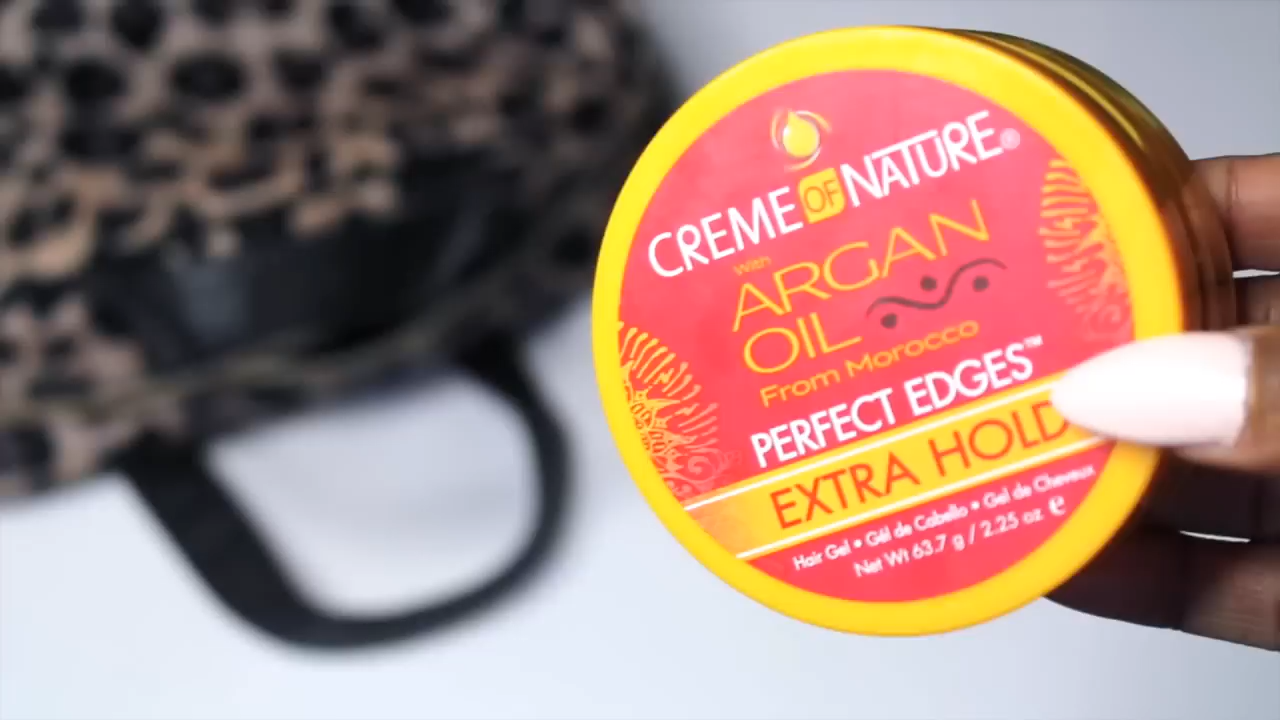 CREME OF NATURE®
With
ARGAN
OIL
From Morocco
PERFECT EDGES™
EXTRA HOLD
Hair Gel • Gél de Cabello • Gel de Cheveux
Net Wt 63.7 g / 2.25 oz ℮